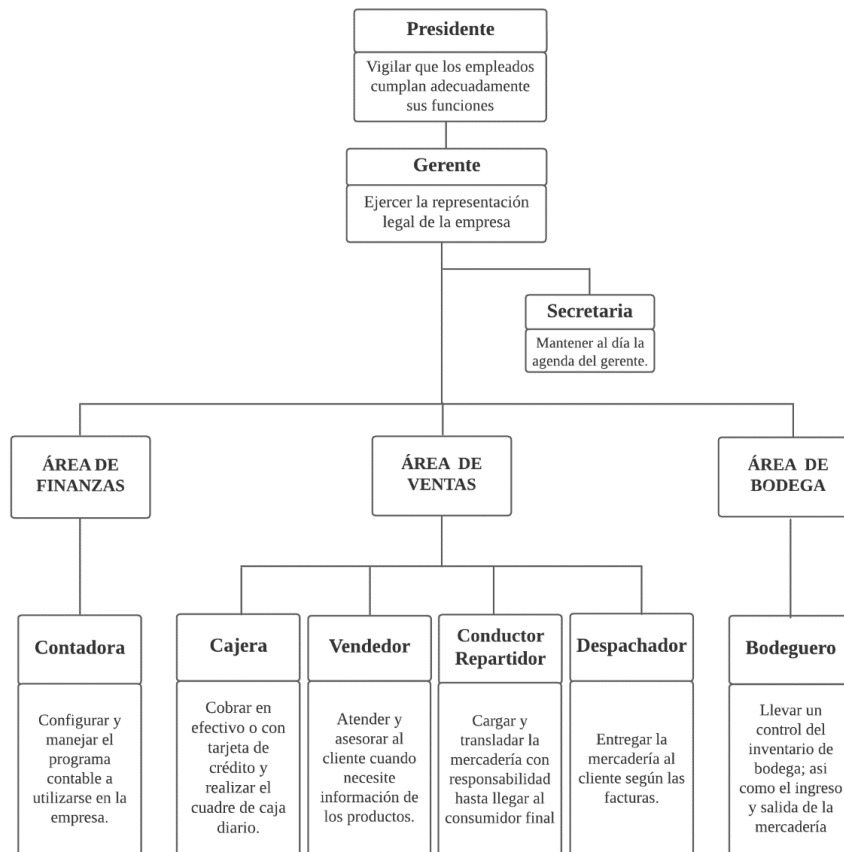 Presidente
Vigilar que los empleados
cumplan adecuadamente
sus funciones
Gerente
Ejercer la representación
legal de la empresa
Secretaria
Mantener al día la
agenda del gerente.
ÁREA DE
FINANZAS
ÁREA DE
VENTAS
ÁREA DE
BODEGA
Contadora
Configurar y
manejar el
programa
contable a
utilizarse en la
empresa.
Cajera
Cobrar en
efectivo o con
tarjeta de
crédito y
realizar el
cuadre de caja
diario.
Vendedor
Atender y
asesorar al
cliente cuando
necesite
información de
los productos.
Conductor
Repartidor
Cargar y
transladar la
mercadería con
responsabilidad
hasta llegar al
consumidor final
Despachador
Entregar la
mercadería al
cliente según las
facturas.
Bodeguero
Llevar un
control del
inventario de
bodega; asi
como el ingreso
y salida de la
mercadería